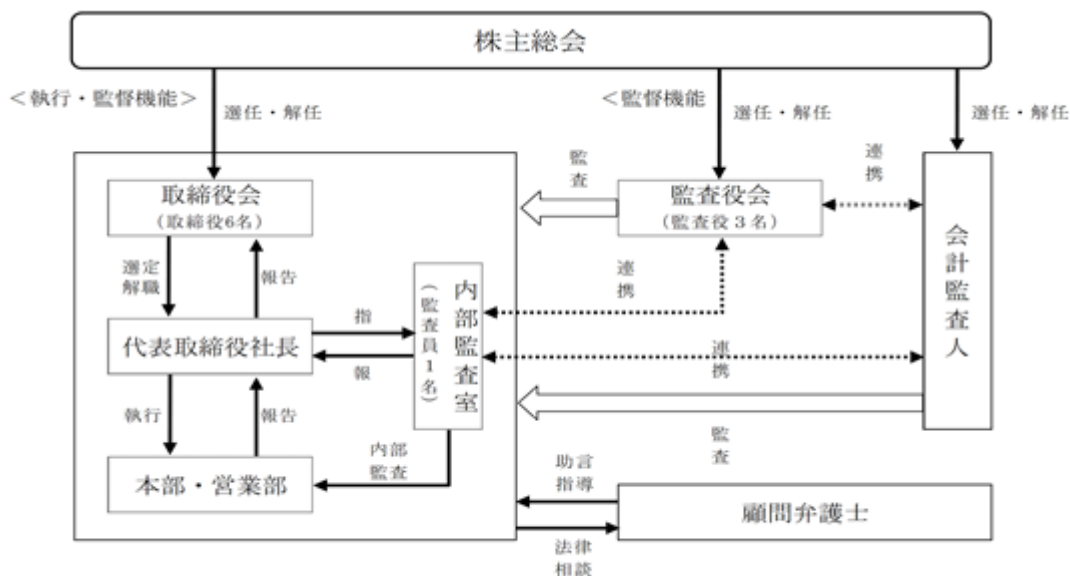 株主総会
＜執行・監督機能＞
選任・解任
＜監督機能
選任・解任
選任・解任
取締役会
（取締役6名）
監査
監査役会
（監査役３名）
連携
会計監査人
選定
解職
報告
連携
内部監査室
（監査員1名）
代表取締役社長
指
報
連携
執行
報告
監査
内部
監査
本部・営業部
助言
指導
顧問弁護士
法律
相談